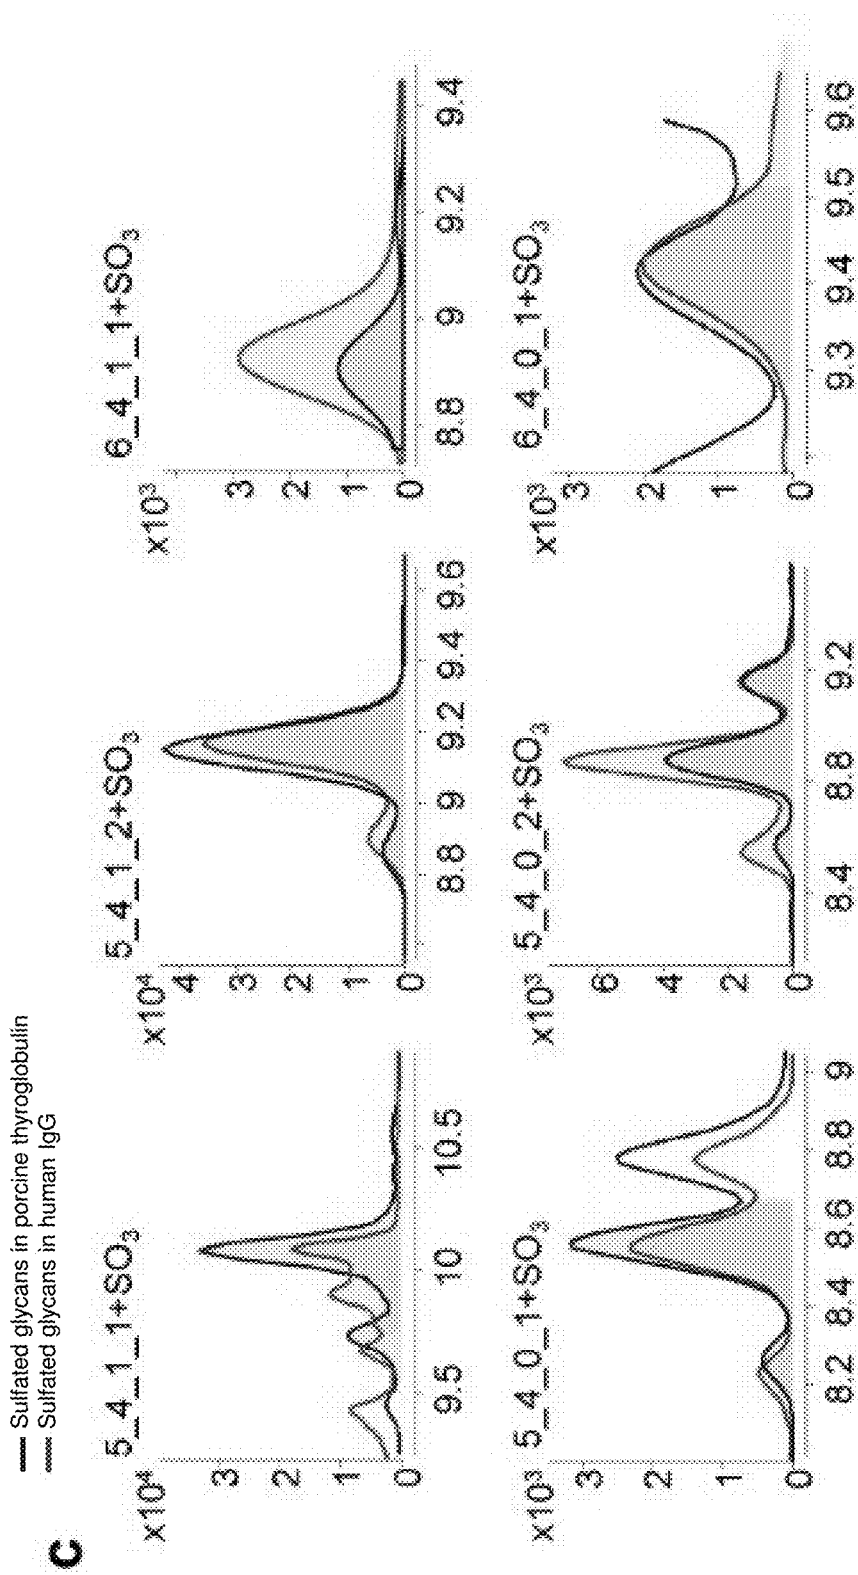 C
Sulfated glycans in porcine thyroglobulin
Sulfated glycans in human IgG
5_4_1_1+SO3
x10⁴
3
2
1
0
9.5 10 10.5
5_4_1_2+SO3
x10⁴
4
3
2
1
0
8.8 9 9.2 9.4 9.6
6_4_1_1+SO3
x10³
3
2
1
0
8.8 9 9.2 9.4
5_4_0_1+SO3
x10³
3
2
1
0
8.2 8.4 8.6 8.8 9
5_4_0_2+SO3
x10³
6
4
2
0
8.4 8.8 9.2
6_4_0_1+SO3
x10³
3
2
1
0
9.3 9.4 9.5 9.6